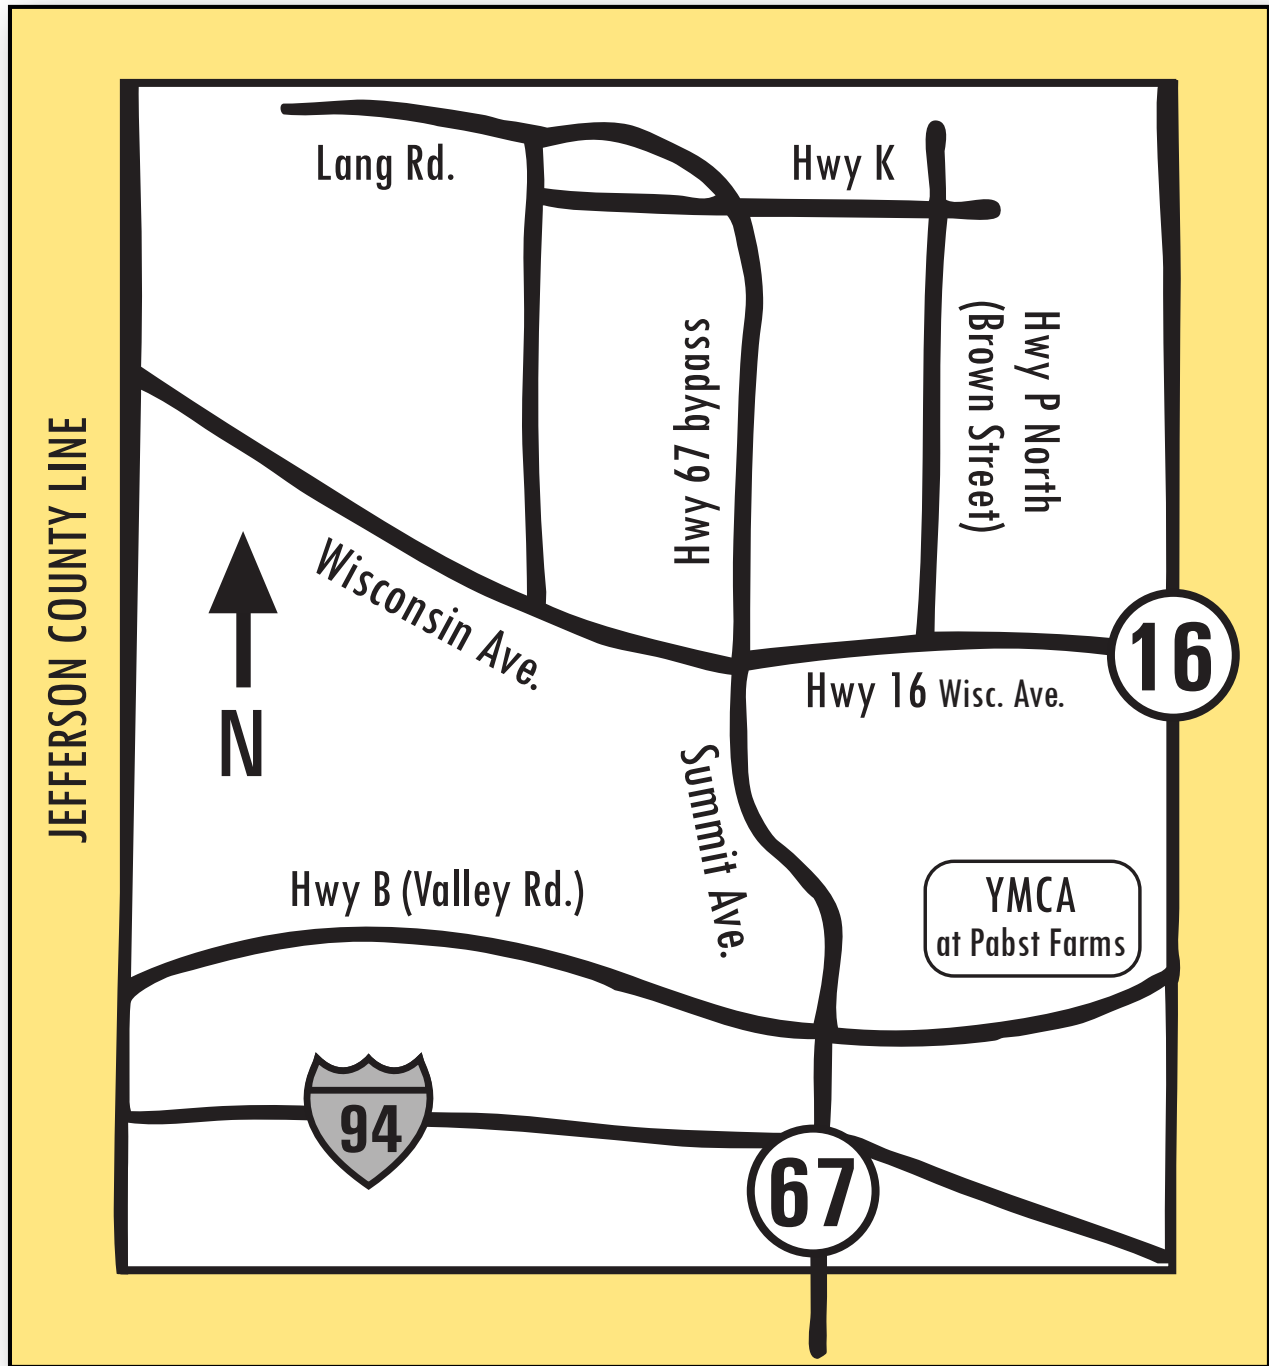 Lang Rd.
Hwy K
Hwy 67 bypass
Hwy P North
(Brown Street)
JEFFERSON COUNTY LINE
Wisconsin Ave.
N
16
Hwy 16 Wisc. Ave.
Summit Ave.
Hwy B (Valley Rd.)
YMCA
at Pabst Farms
94
67